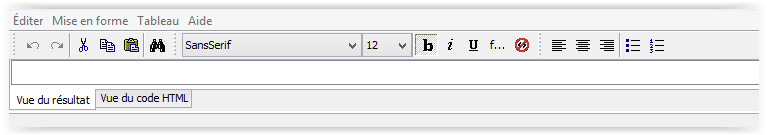 Éditer Mise en forme Tableau Aide
SansSerif 12 b i U f...
Vue du résultat Vue du code HTML